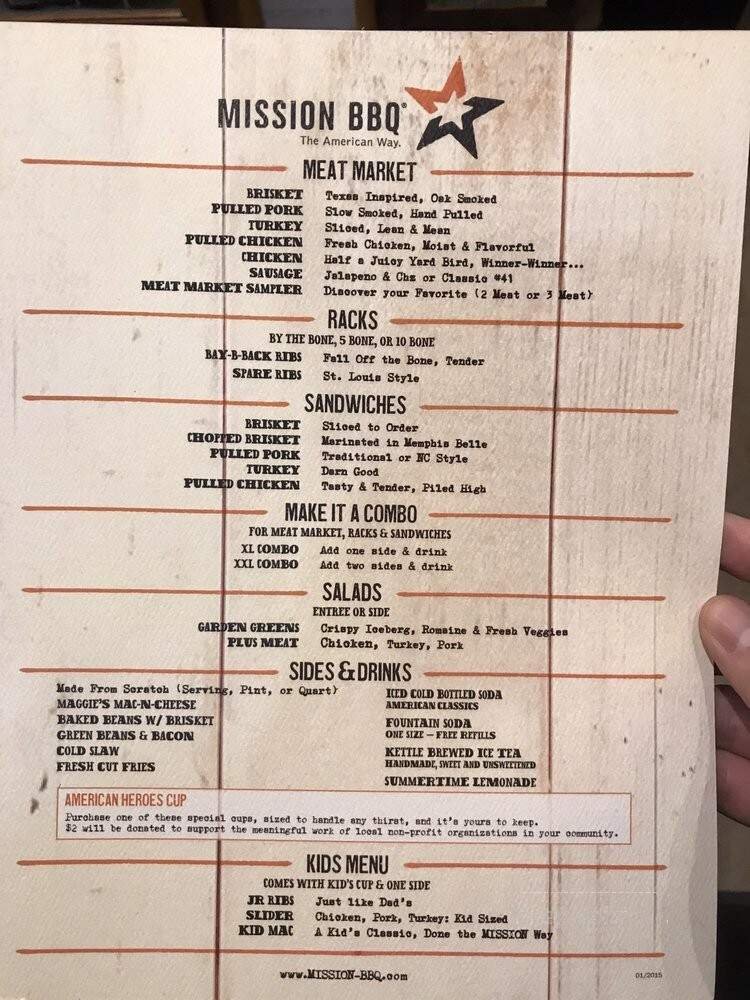 MISSION BBQ®
The American Way.
MEAT MARKET
BRISKET Texas Inspired, Oak Smoked
PULLED PORK Slow Smoked, Hand Pulled
TURKEY Sliced, Lean & Mean
PULLED CHICKEN Fresh Chicken, Moist & Flavorful
CHICKEN Half a Juicy Yard Bird, Winner-Winner...
SAUSAGE Jalapeno & Chz or Classic #41
MEAT MARKET SAMPLER Discover your Favorite (2 Meat or 3 Meat)
RACKS
BY THE BONE, 5 BONE, OR 10 BONE
BAY-B-BACK RIBS Fall Off the Bone, Tender
SPARE RIBS St. Louis Style
SANDWICHES
BRISKET Sliced to Order
CHOPPED BRISKET Marinated in Memphis Belle
PULLED PORK Traditional or NC Style
TURKEY Darn Good
PULLED CHICKEN Tasty & Tender, Piled High
MAKE IT A COMBO
FOR MEAT MARKET, RACKS & SANDWICHES
XL COMBO Add one side & drink
XXL COMBO Add two sides & drink
SALADS
ENTREE OR SIDE
GARDEN GREENS Crispy Iceberg, Romaine & Fresh Veggies
PLUS MEAT Chicken, Turkey, Pork
SIDES & DRINKS
Made From Scratch (Serving, Pint, or Quart)
MAGGIE'S MAC-N-CHEESE
BAKED BEANS W/ BRISKET
GREEN BEANS & BACON
COLD SLAW
FRESH CUT FRIES
ICED COLD BOTTLED SODA
AMERICAN CLASSICS
FOUNTAIN SODA
ONE SIZE – FREE REFILLS
KETTLE BREWED ICE TEA
HANDMADE, SWEET AND UNSWEETENED
SUMMERTIME LEMONADE
AMERICAN HEROES CUP
Purchase one of these special cups, sized to handle any thirst, and it's yours to keep.
$2 will be donated to support the meaningful work of local non-profit organizations in your community.
KIDS MENU
COMES WITH KID'S CUP & ONE SIDE
JR RIBS Just like Dad's
SLIDER Chicken, Pork, Turkey: Kid Sized
KID MAC A Kid's Classic, Done the MISSION Way
www.MISSION-BBQ.com
01/2015